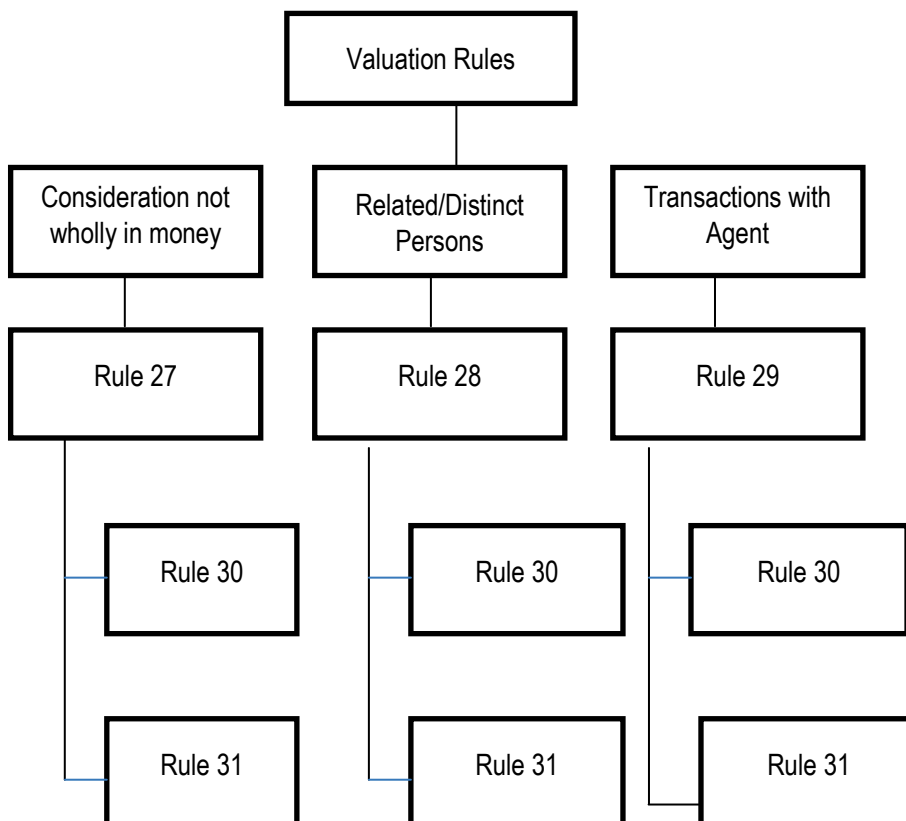 Valuation Rules
Consideration not
wholly in money
Related/Distinct
Persons
Transactions with
Agent
Rule 27
Rule 28
Rule 29
Rule 30
Rule 30
Rule 30
Rule 31
Rule 31
Rule 31